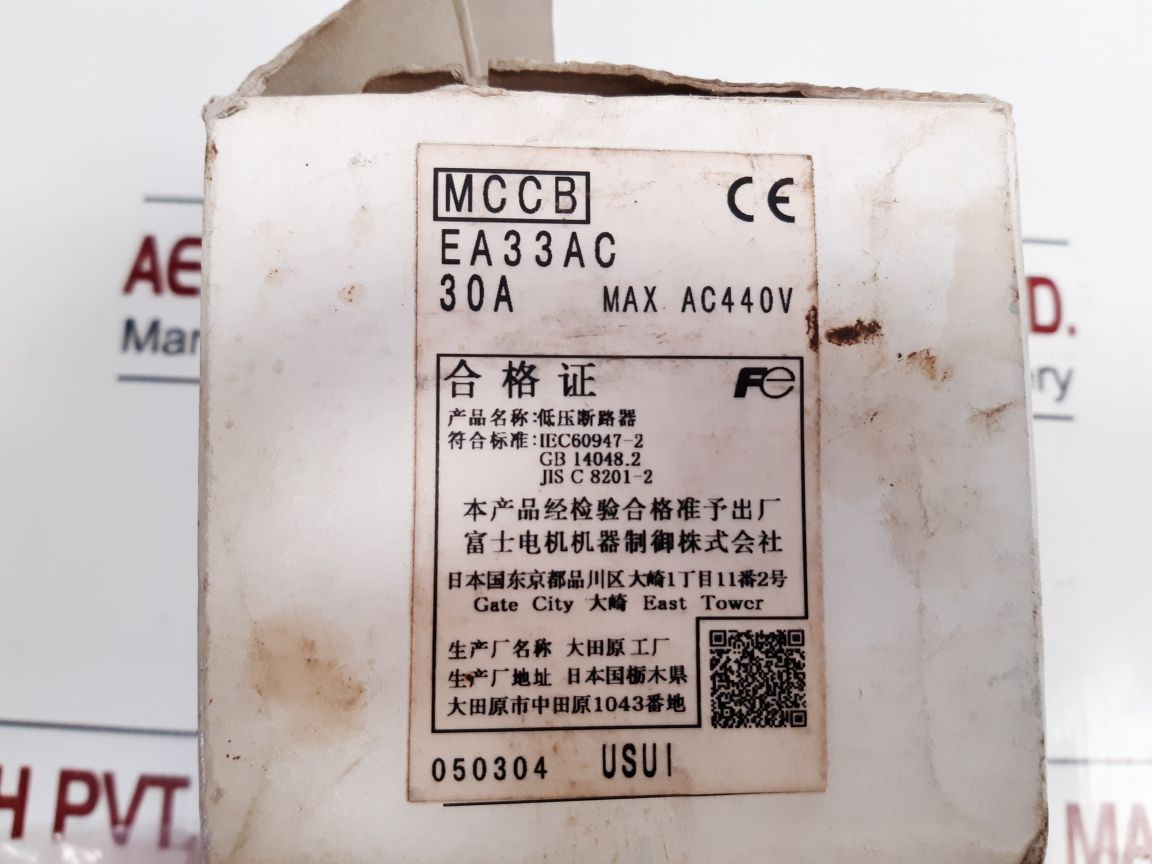 MCCB
CE
EA33AC
30A MAX AC440V
合格证
Fe
产品名称:低压断路器
符合标准:IEC60947-2
GB 14048.2
JIS C 8201-2
本产品经检验合格准予出厂
富士电机机器制御株式会社
日本国东京都品川区大崎1丁目11番2号
Gate City 大崎 East Tower
生产厂名称 大田原工厂
生产厂地址 日本国栃木県
大田原市中田原1043番地
050304 USUI
AE
D.
Mar
ry
H PVT.
MA